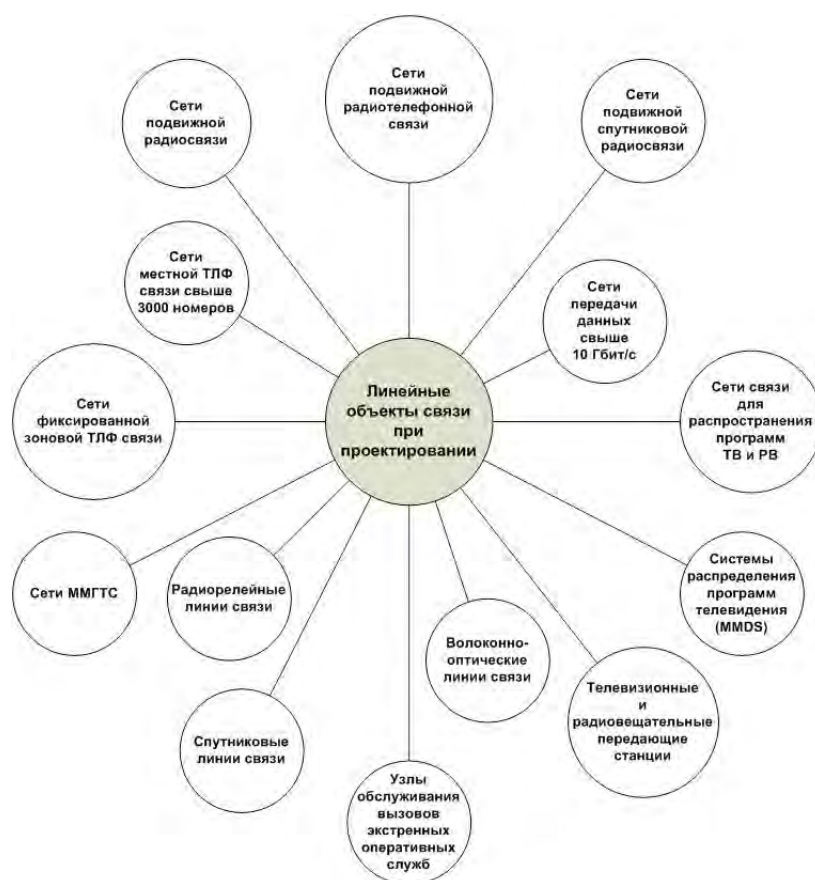 Сети
подвижной
радиосвязи
Сети
подвижной
радиотелефонной
связи
Сети
подвижной
спутниковой
радиосвязи
Сети
местной ТЛФ
связи свыше
3000 номеров
Сети
передачи
данных
свыше
10 Гбит/с
Линейные
объекты связи
при
проектировании
Сети
фиксированной
зоновой ТЛФ связи
Сети связи
для
распространения
программ
ТВ и РВ
Сети ММГТС
Радиорелейные
линии связи
Системы
распределения
программ
телевидения
(MMDS)
Волоконно-
оптические
линии связи
Телевизионные
и
радиовещательные
передающие
станции
Спутниковые
линии связи
Узлы
обслуживания
вызовов
экстренных
оперативных
служб